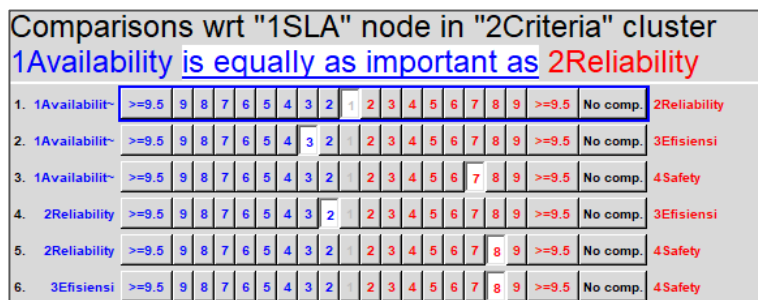 Comparisons wrt "1SLA" node in "2Criteria" cluster
1Availability is equally as important as 2Reliability
1. 1Availabilit~ >=9.5 9 8 7 6 5 4 3 2 1 2 3 4 5 6 7 8 9 >=9.5 No comp. 2Reliability
2. 1Availabilit~ >=9.5 9 8 7 6 5 4 3 2 1 2 3 4 5 6 7 8 9 >=9.5 No comp. 3Efisiensi
3. 1Availabilit~ >=9.5 9 8 7 6 5 4 3 2 1 2 3 4 5 6 7 8 9 >=9.5 No comp. 4Safety
4. 2Reliability >=9.5 9 8 7 6 5 4 3 2 1 2 3 4 5 6 7 8 9 >=9.5 No comp. 3Efisiensi
5. 2Reliability >=9.5 9 8 7 6 5 4 3 2 1 2 3 4 5 6 7 8 9 >=9.5 No comp. 4Safety
6. 3Efisiensi >=9.5 9 8 7 6 5 4 3 2 1 2 3 4 5 6 7 8 9 >=9.5 No comp. 4Safety